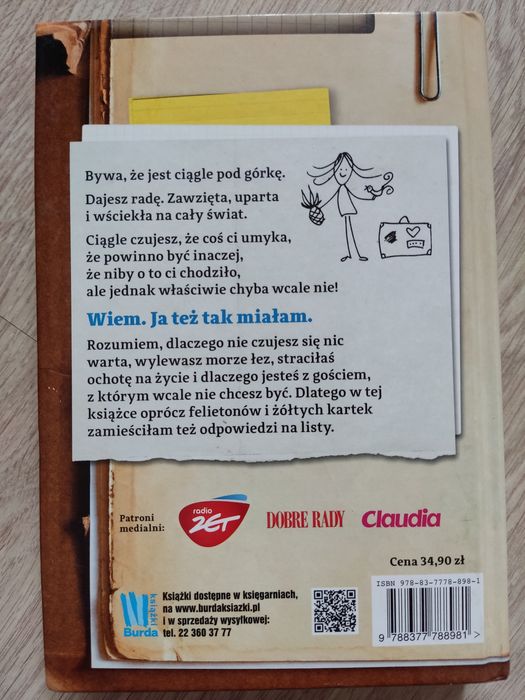 Bywa, że jest ciągle pod górkę.
Dajesz radę. Zawzięta, uparta
i wściekła na cały świat.
Ciągle czujesz, że coś ci umyka,
że powinno być inaczej,
że niby o to ci chodziło,
ale jednak właściwie chyba wcale nie!
Wiem. Ja też tak miałam.
Rozumiem, dlaczego nie czujesz się nic
warta, wylewasz morze łez, straciłaś
ochotę na życie i dlaczego jesteś z gościem,
z którym wcale nie chcesz być. Dlatego w tej
książce oprócz felietonów i żółtych kartek
zamieściłam też odpowiedzi na listy.
Patroni
medialni:
radio
ZET
DOBRE RADY
Claudia
Cena 34,90 zł
książki
Burda
Książki dostępne w księgarniach,
na www.burdaksiazki.pl
i w sprzedaży wysyłkowej:
tel. 22 360 37 77
ISBN 978-83-7778-898-1
9 788377 788981 >